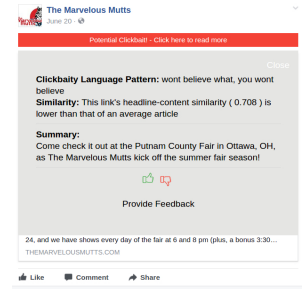 The Marvelous Mutts
June 20 ·
Potential Clickbait! - Click here to read more
Close
Clickbaity Language Pattern: wont believe what, you wont
believe
Similarity: This link's headline-content similarity ( 0.708 ) is
lower than that of an average article
Summary:
Come check it out at the Putnam County Fair in Ottawa, OH,
as The Marvelous Mutts kick off the summer fair season!
Provide Feedback
24, and we have shows every day of the fair at 6 and 8 pm (plus, a bonus 3:30…
THEMARVELOUSMUTTS.COM
Like Comment Share